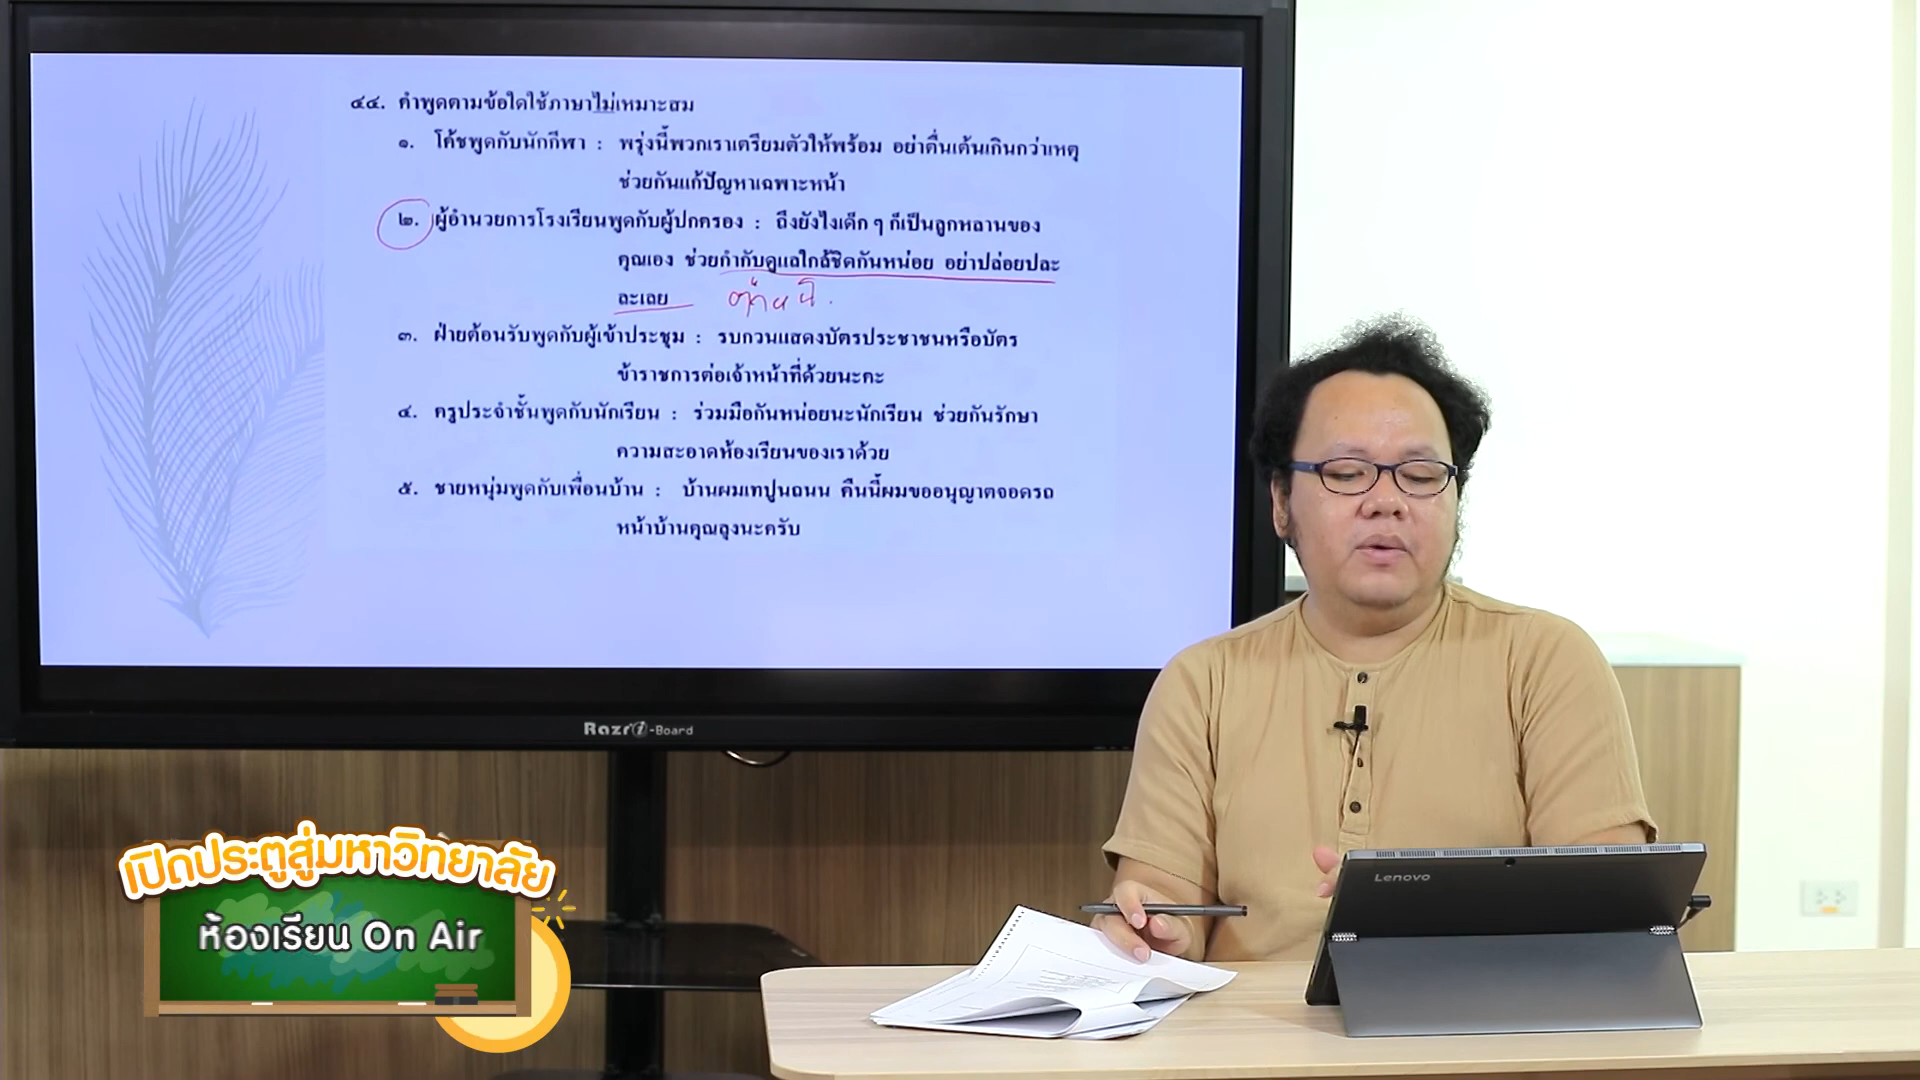 ๔๔. คำพูดตามข้อใดใช้ภาษาไม่เหมาะสม
๑. โค้ชพูดกับนักกีฬา : พรุ่งนี้พวกเราเตรียมตัวให้พร้อม อย่าตื่นเต้นเกินกว่าเหตุ
ช่วยกันแก้ปัญหาเฉพาะหน้า
๒. ผู้อำนวยการโรงเรียนพูดกับผู้ปกครอง : ถึงยังไงเด็ก ๆ ก็เป็นลูกหลานของ
คุณเอง ช่วยกำกับดูแลใกล้ชิดกันหน่อย อย่าปล่อยปละ
ละเลย ตำหนิ.
๓. ฝ่ายต้อนรับพูดกับผู้เข้าประชุม : รบกวนแสดงบัตรประชาชนหรือบัตร
ข้าราชการต่อเจ้าหน้าที่ด้วยนะคะ
๔. ครูประจำชั้นพูดกับนักเรียน : ร่วมมือกันหน่อยนะนักเรียน ช่วยกันรักษา
ความสะอาดห้องเรียนของเราด้วย
๕. ชายหนุ่มพูดกับเพื่อนบ้าน : บ้านผมเทปูนถนน คืนนี้ผมขออนุญาตจอดรถ
หน้าบ้านคุณลุงนะครับ
Razr i-Board
Lenovo
เปิดประตูสู่มหาวิทยาลัย
ห้องเรียน On Air